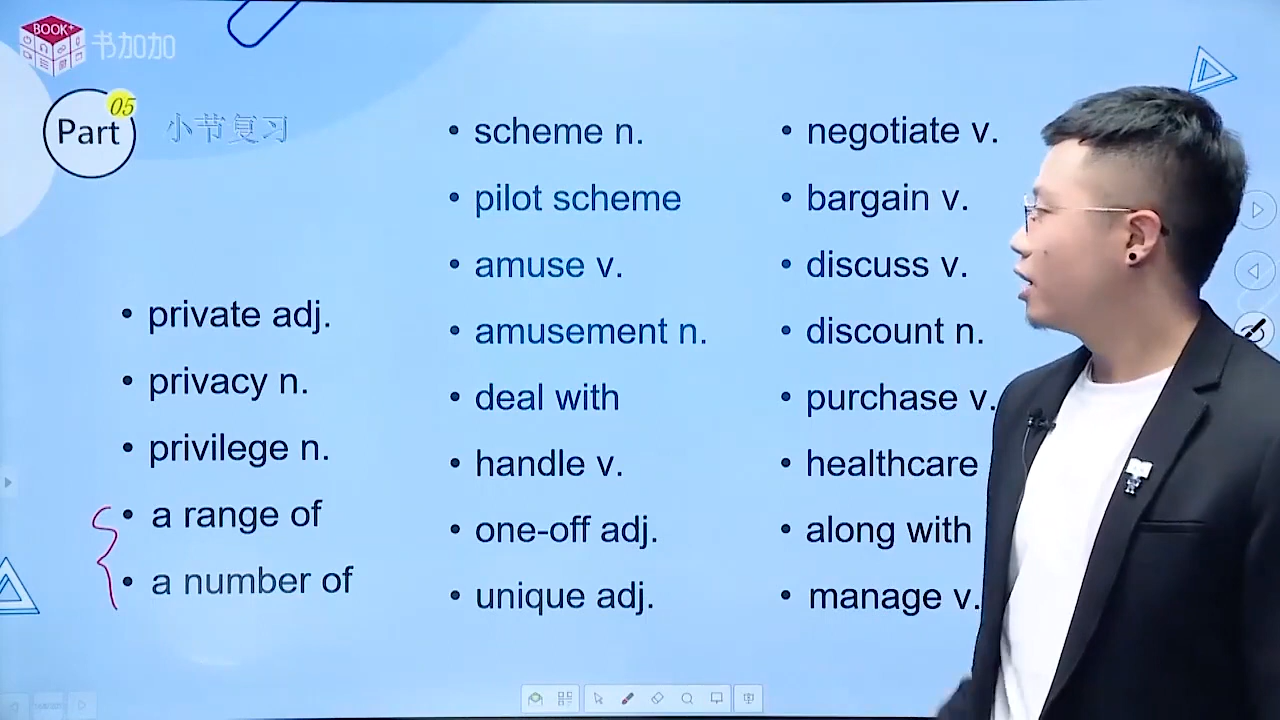 BOOK+
书加加
Part
05
小节复习
• private adj.
• privacy n.
• privilege n.
• a range of
• a number of
• scheme n.
• pilot scheme
• amuse v.
• amusement n.
• deal with
• handle v.
• one-off adj.
• unique adj.
• negotiate v.
• bargain v.
• discuss v.
• discount n.
• purchase v.
• healthcare
• along with
• manage v.